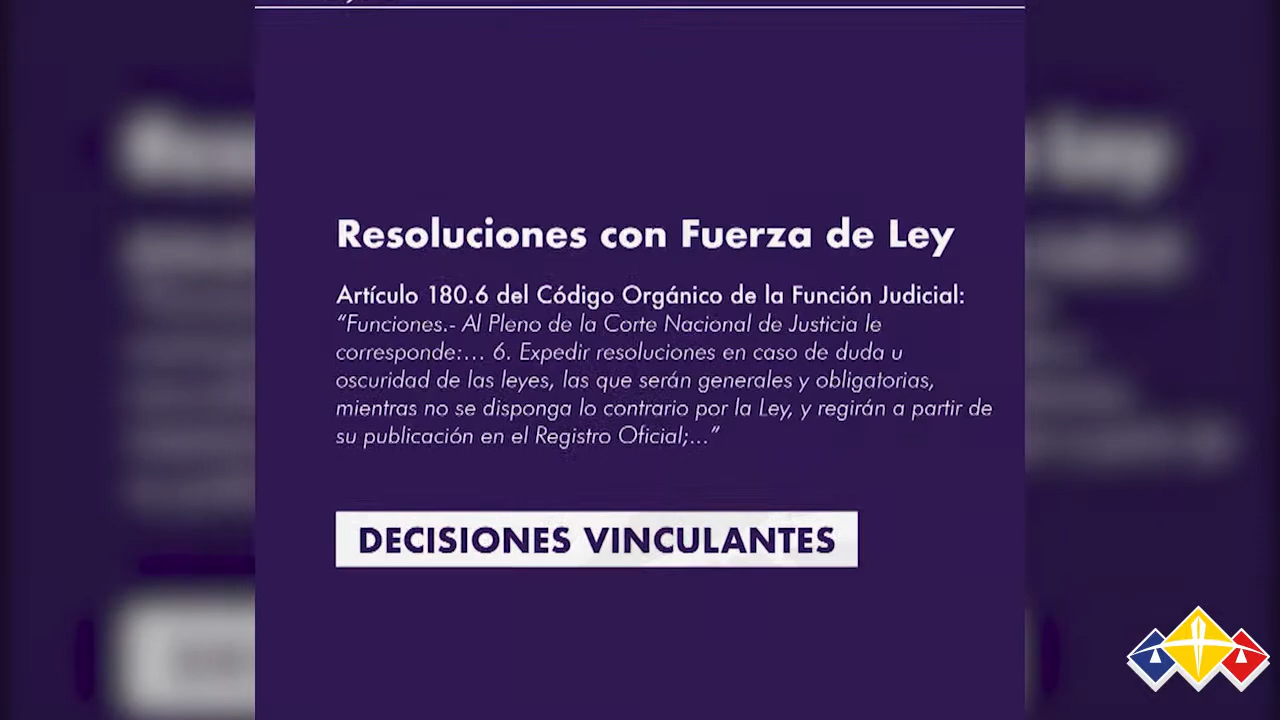 Resoluciones con Fuerza de Ley
Artículo 180.6 del Código Orgánico de la Función Judicial:
“Funciones.- Al Pleno de la Corte Nacional de Justicia le
corresponde:... 6. Expedir resoluciones en caso de duda u
oscuridad de las leyes, las que serán generales y obligatorias,
mientras no se disponga lo contrario por la Ley, y regirán a partir de
su publicación en el Registro Oficial;...”
DECISIONES VINCULANTES